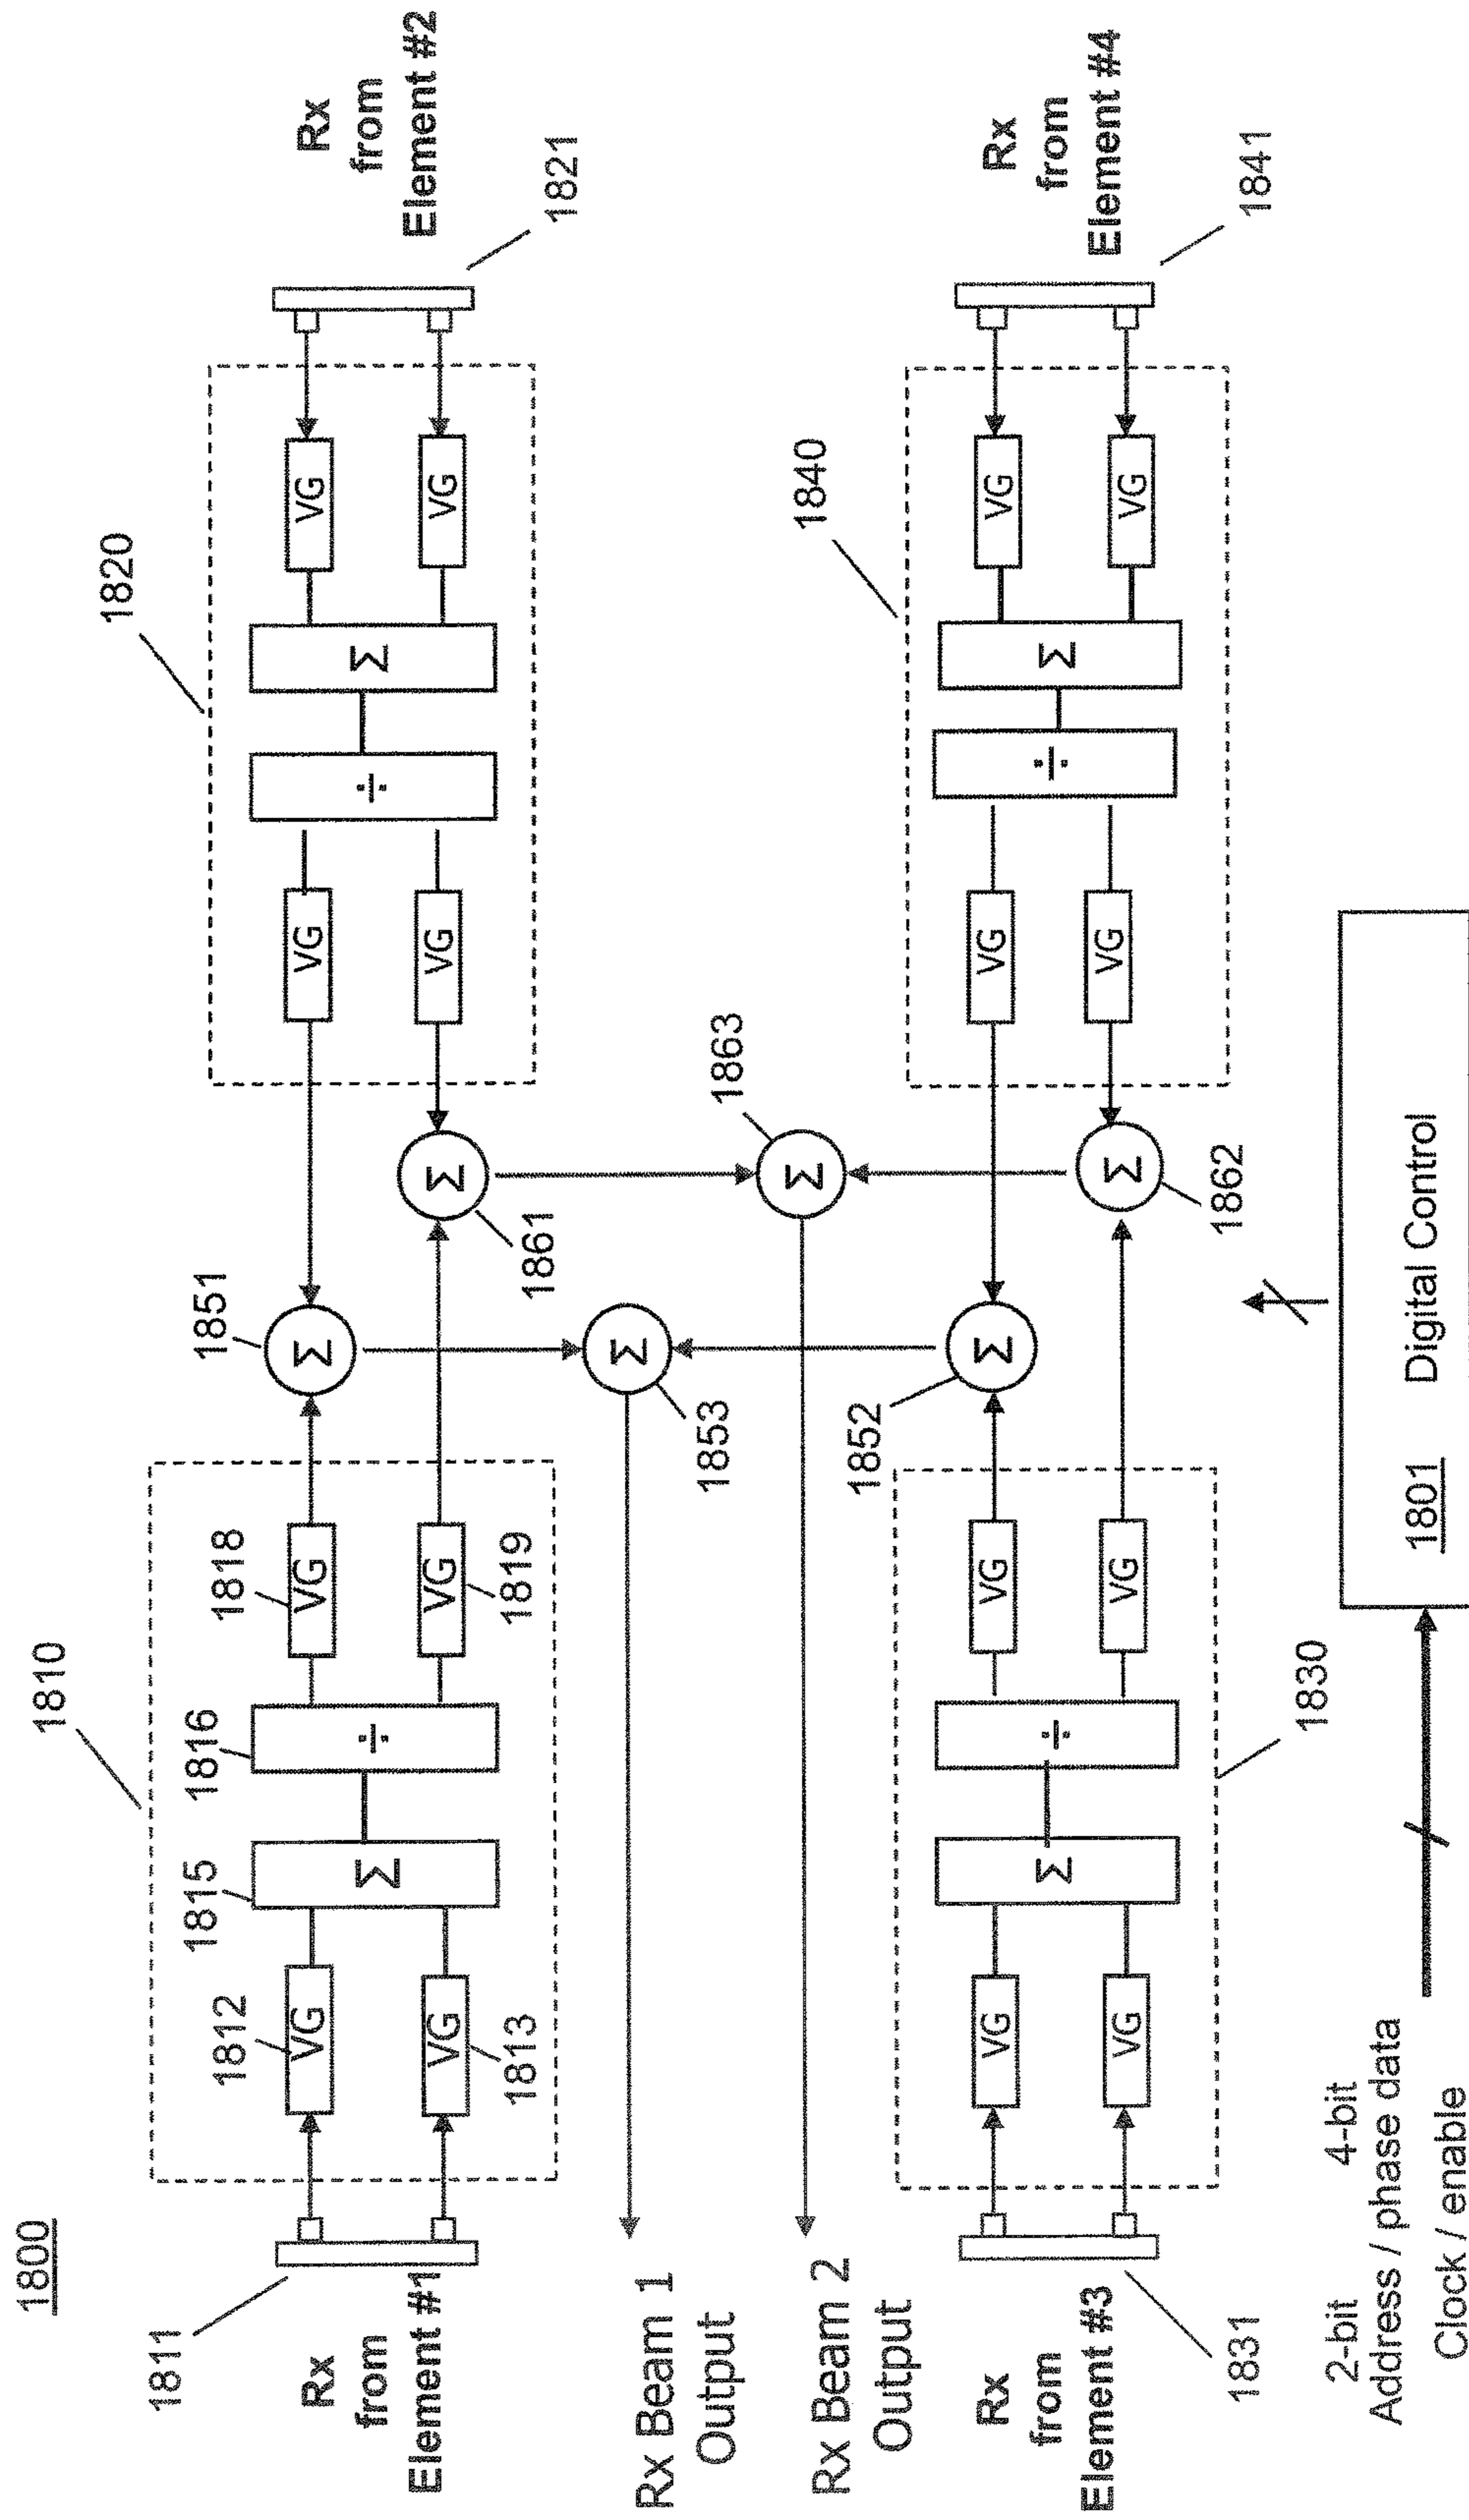 1800
1811
Rx
from
Element #1
1810
1812
VG
VG
1813
1815
Σ
1816
÷
1818
VG
VG
1819
1851
Σ
Σ
1861
1820
VG
VG
÷
Σ
VG
VG
Rx
from
Element #2
1821
Rx Beam 1
Output
Σ
1853
Rx Beam 2
Output
Σ
1863
Rx
from
Element #3
1831
VG
VG
Σ
÷
VG
VG
1830
1852
Σ
Σ
1862
1840
VG
VG
÷
Σ
VG
VG
Rx
from
Element #4
1841
2-bit 4-bit
Address / phase data
Clock / enable
1801 Digital Control